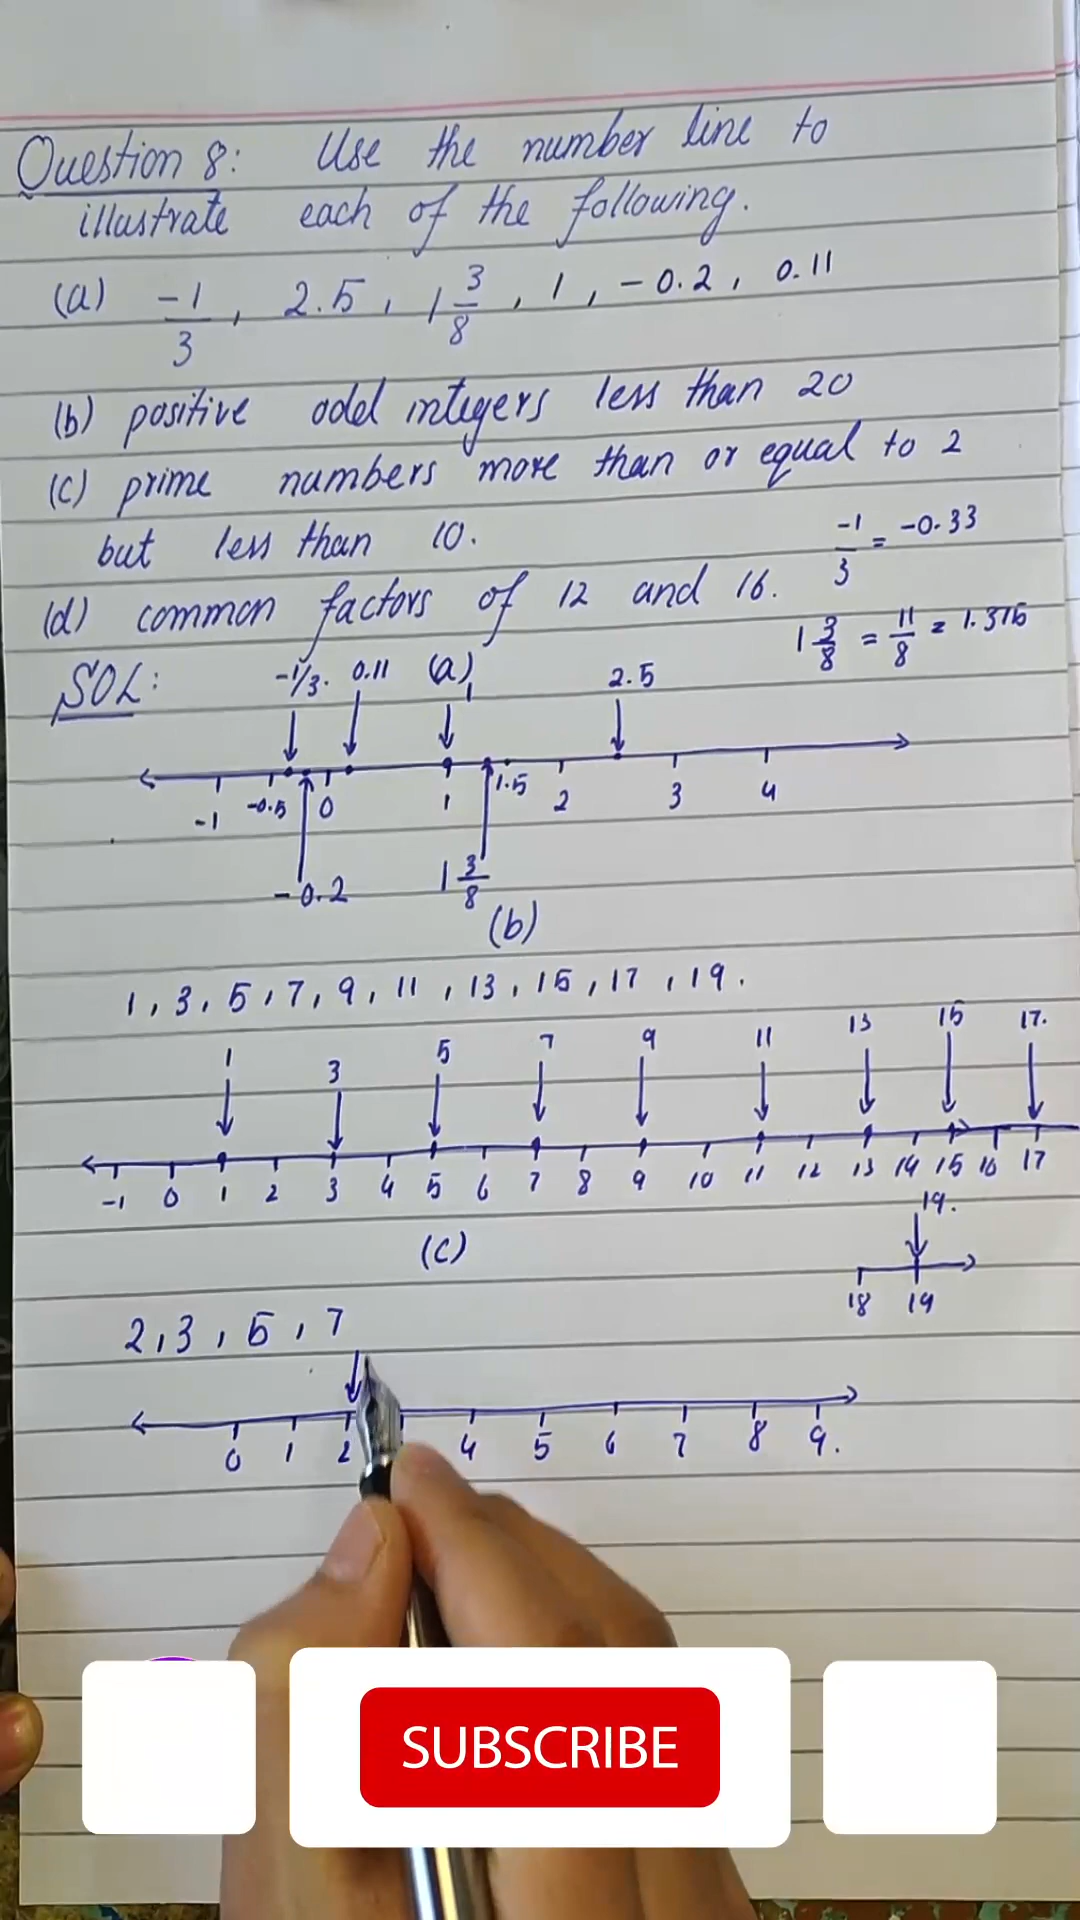 Question 8: Use the number line to
illustrate each of the following.
(a) -1/3, 2.5, 1 3/8, 1, -0.2, 0.11
(b) positive odd integers less than 20
(c) prime numbers more than or equal to 2
but less than 10.
-1/3 = -0.33
(d) common factors of 12 and 16.
1 3/8 = 11/8 = 1.375
SOL:
(a)
-1/3. 0.11 1 2.5
-1 -0.5 0 1 1.5 2 3 4
-0.2 1 3/8
(b)
1, 3, 5, 7, 9, 11, 13, 15, 17, 19.
1 3 5 7 9 11 13 15 17.
-1 0 1 2 3 4 5 6 7 8 9 10 11 12 13 14 15 16 17
19.
18 19
(c)
2, 3, 5, 7
0 1 2 4 5 6 7 8 9.
SUBSCRIBE